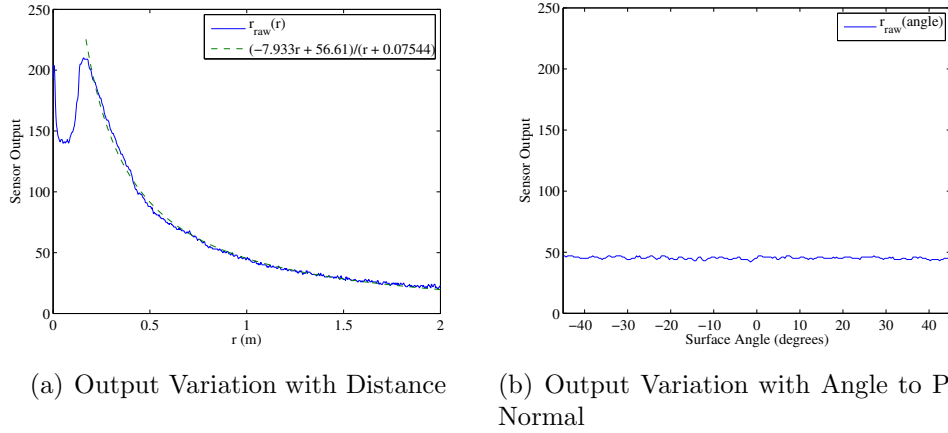 250
200
150
100
50
0
Sensor Output
r_raw(r)
(−7.933r + 56.61)/(r + 0.07544)
0 0.5 1 1.5 2
r (m)
(a) Output Variation with Distance
250
200
150
100
50
0
Sensor Output
r_raw(angle)
−40 −30 −20 −10 0 10 20 30 40
Surface Angle (degrees)
(b) Output Variation with Angle to P
Normal